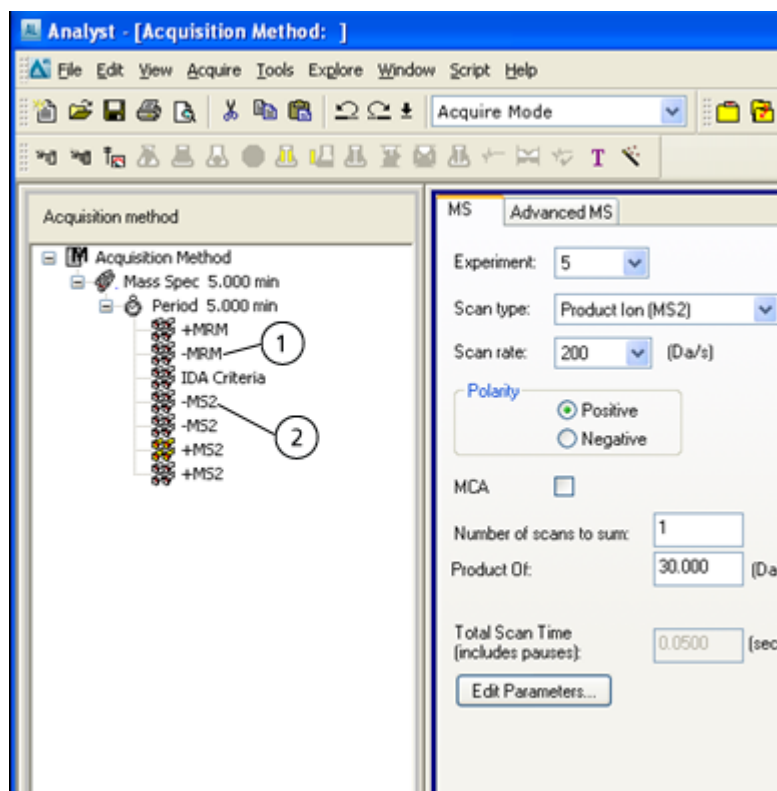 Analyst - [Acquisition Method: ]
File Edit View Acquire Tools Explore Window Script Help
Acquire Mode
T
Acquisition method
Acquisition Method
Mass Spec 5.000 min
Period 5.000 min
+MRM
-MRM
1
IDA Criteria
-MS2
-MS2
2
+MS2
+MS2
MS Advanced MS
Experiment: 5
Scan type: Product Ion (MS2)
Scan rate: 200 (Da/s)
Polarity
Positive
Negative
MCA
Number of scans to sum: 1
Product Of: 30.000 (Da
Total Scan Time
(includes pauses): 0.0500 (sec
Edit Parameters...